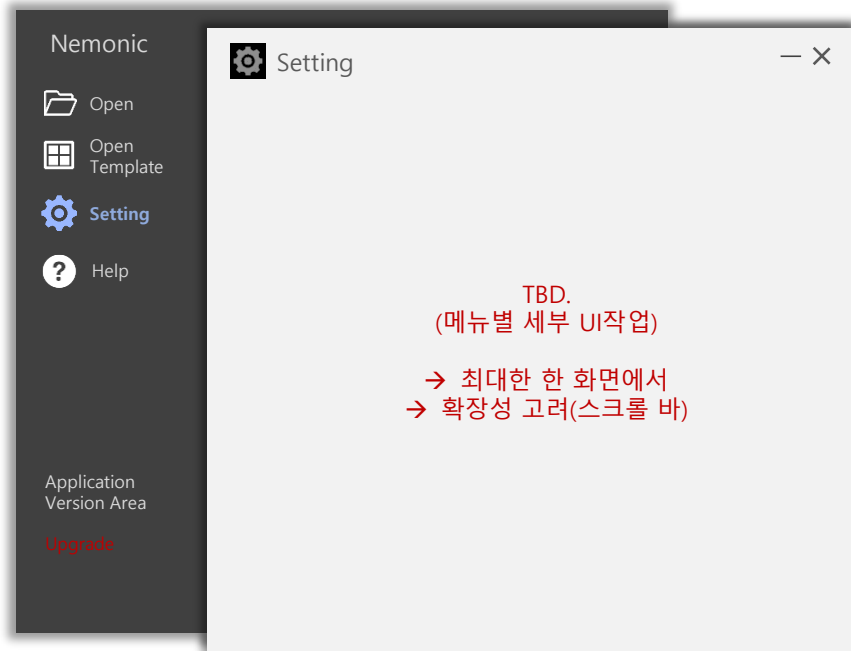 Nemonic
Open
Open
Template
Setting
? Help
Application
Version Area
Upgrade
Setting
TBD.
(메뉴별 세부 UI작업)
→ 최대한 한 화면에서
→ 확장성 고려(스크롤 바)